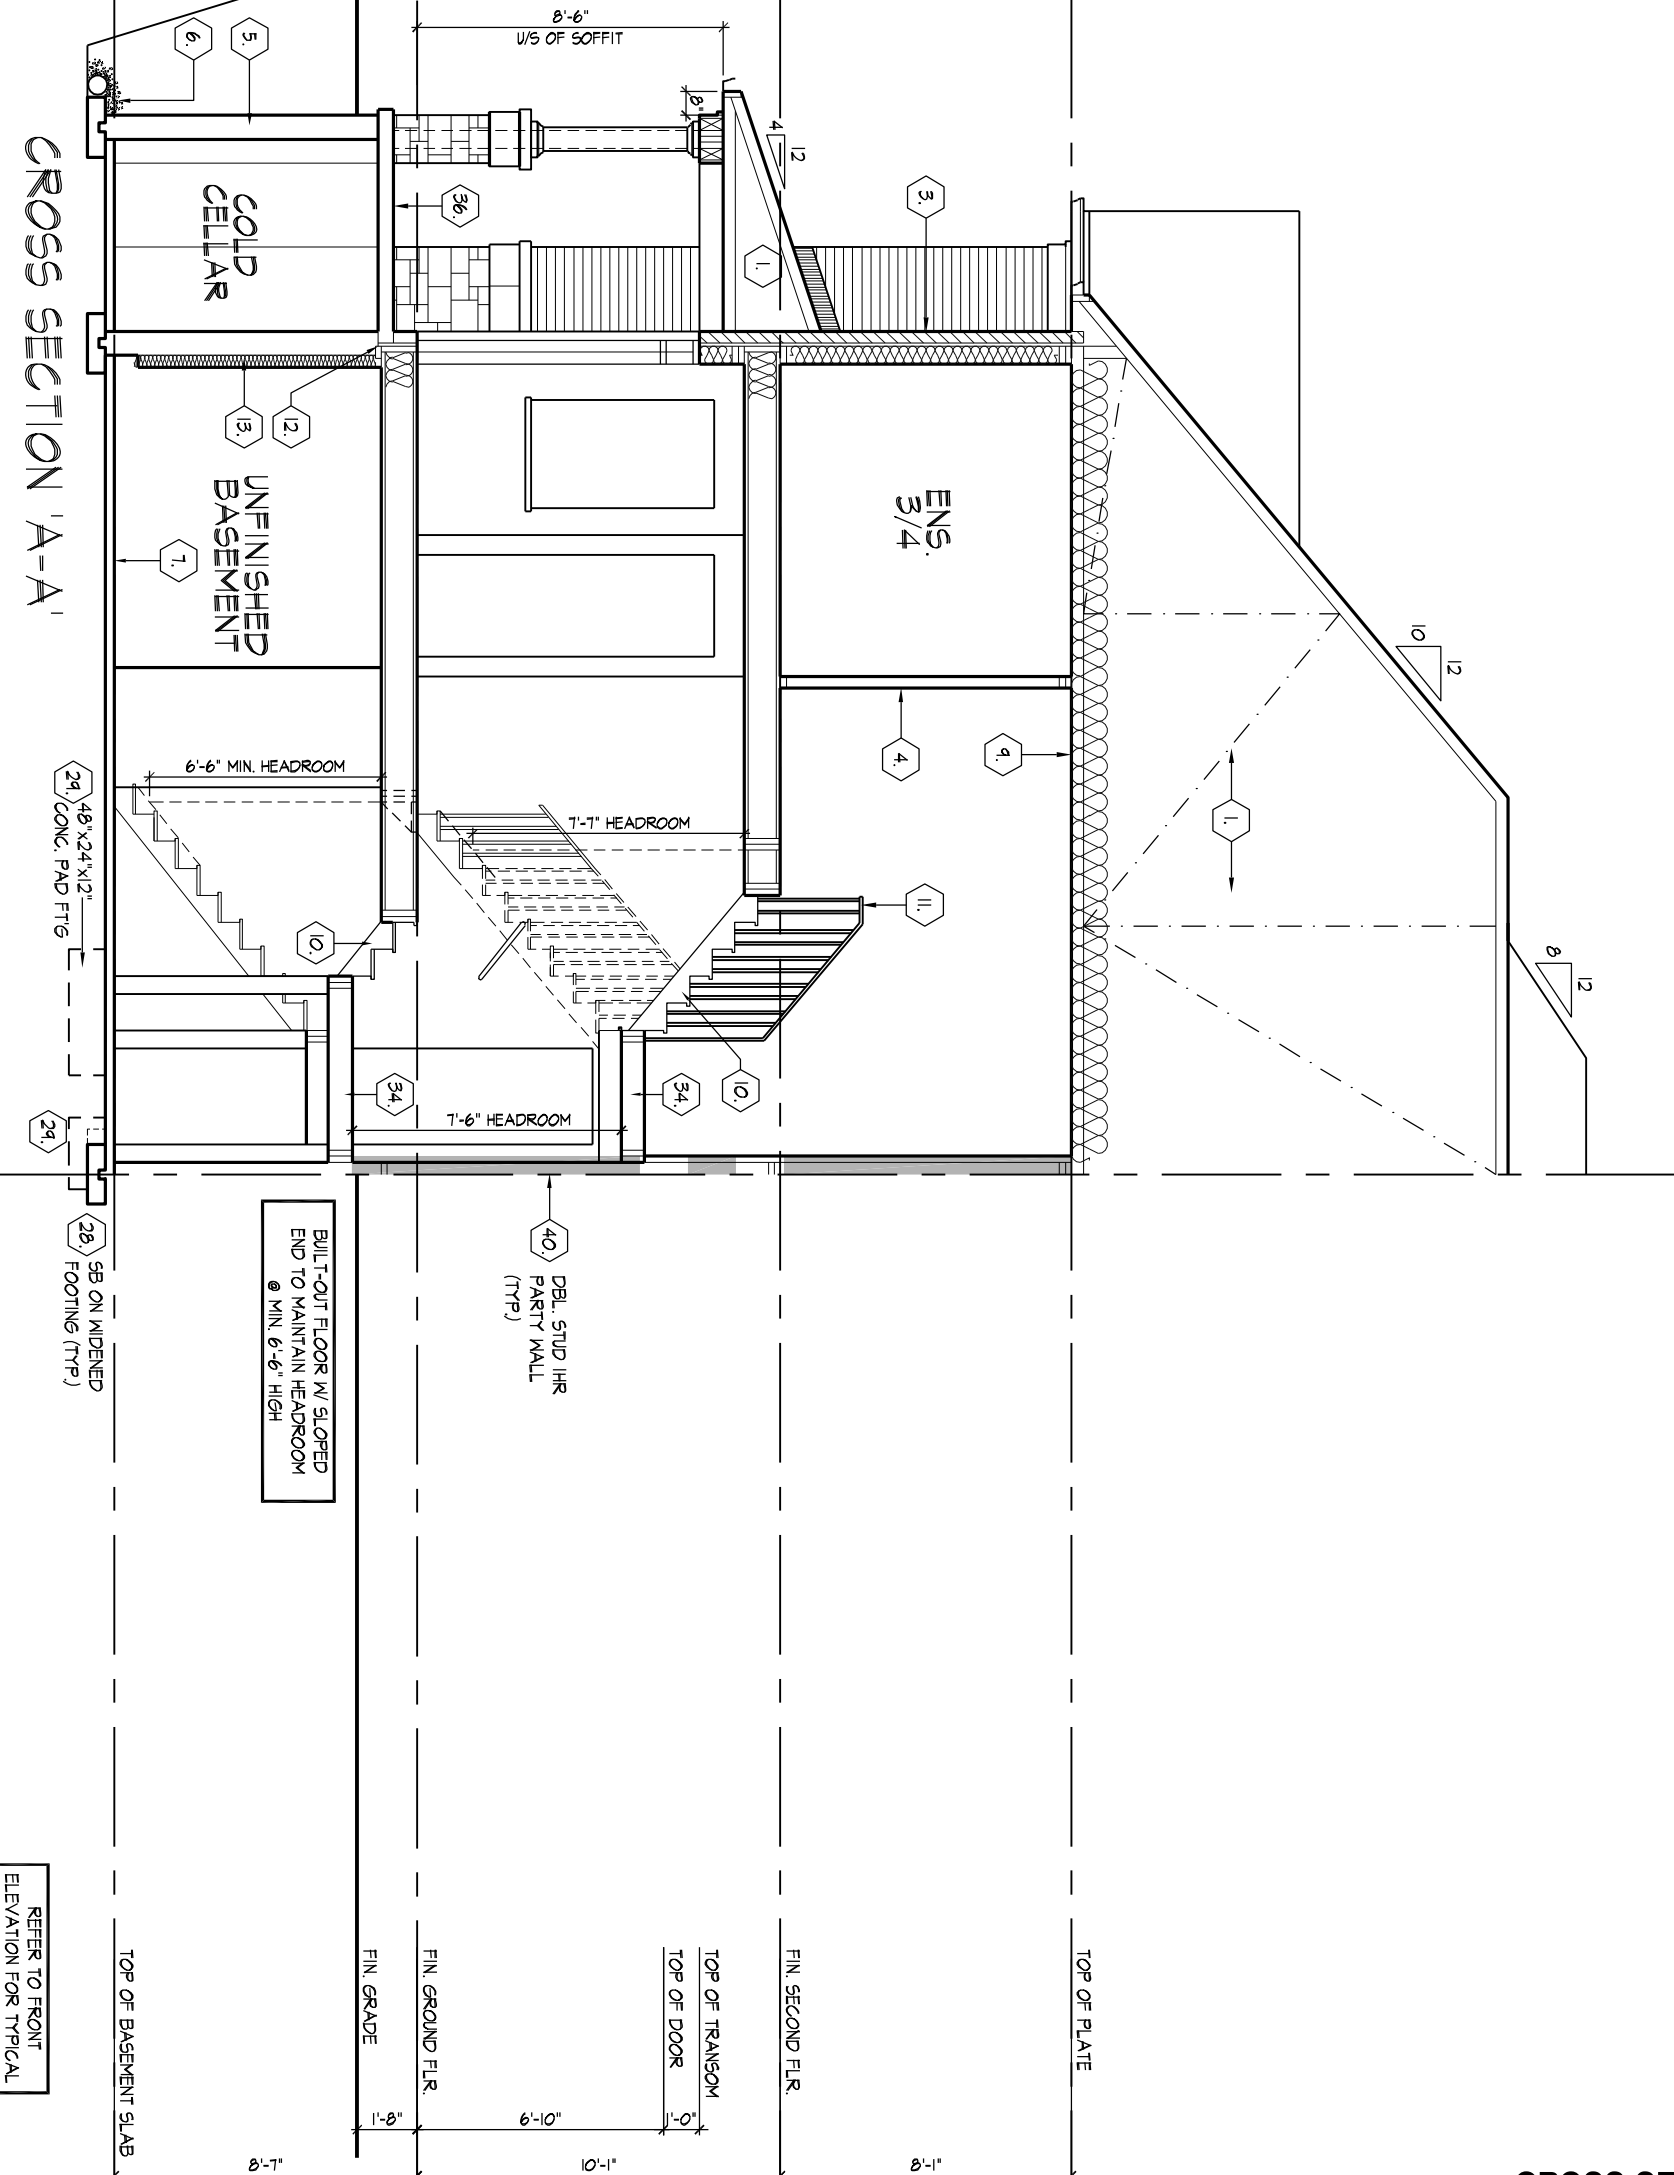 8'-6"
U/S OF SOFFIT
8"
4
12
10
12
8
12
6.
5.
36.
3.
1.
COLD
CELLAR
13.
12.
ENS.
3/4
UNFINISHED
BASEMENT
7.
4.
9.
1.
6'-6" MIN. HEADROOM
7'-7" HEADROOM
29.
48"x24"x12"
CONC. PAD FT'G
10.
11.
34.
34.
10.
7'-6" HEADROOM
29.
28.
SB ON WIDENED
FOOTING (TYP.)
40.
DBL. STUD 1HR
PARTY WALL
(TYP.)
BUILT-OUT FLOOR W/ SLOPED
END TO MAINTAIN HEADROOM
@ MIN. 6'-6" HIGH
CROSS SECTION 'A-A'
TOP OF PLATE
FIN. SECOND FLR.
TOP OF TRANSOM
TOP OF DOOR
FIN. GROUND FLR.
FIN. GRADE
TOP OF BASEMENT SLAB
1'-8"
6'-10"
1'-0"
8'-7"
10'-1"
8'-1"
REFER TO FRONT
ELEVATION FOR TYPICAL